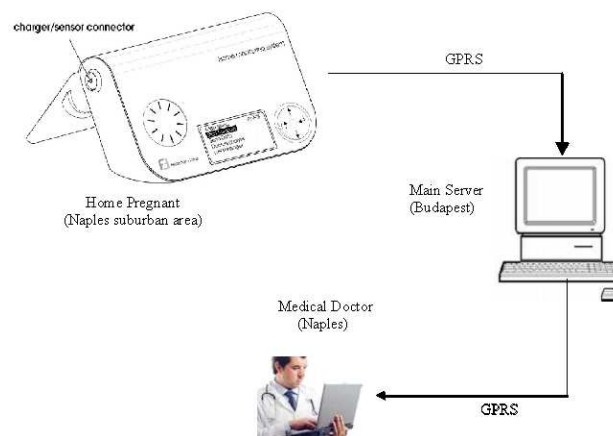 charger/sensor connector
GPRS
Home Pregnant
(Naples suburban area)
Main Server
(Budapest)
Medical Doctor
(Naples)
GPRS